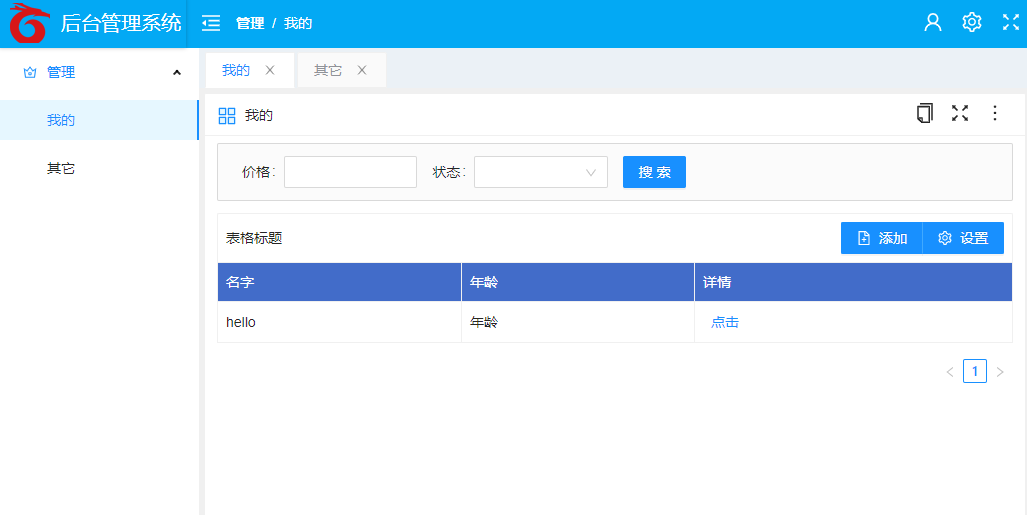 后台管理系统 管理 / 我的
管理
我的
其它
我的 其它
我的
价格: 状态: 搜 索
表格标题 添加 设置
名字 年龄 详情
hello 年龄 点击
1